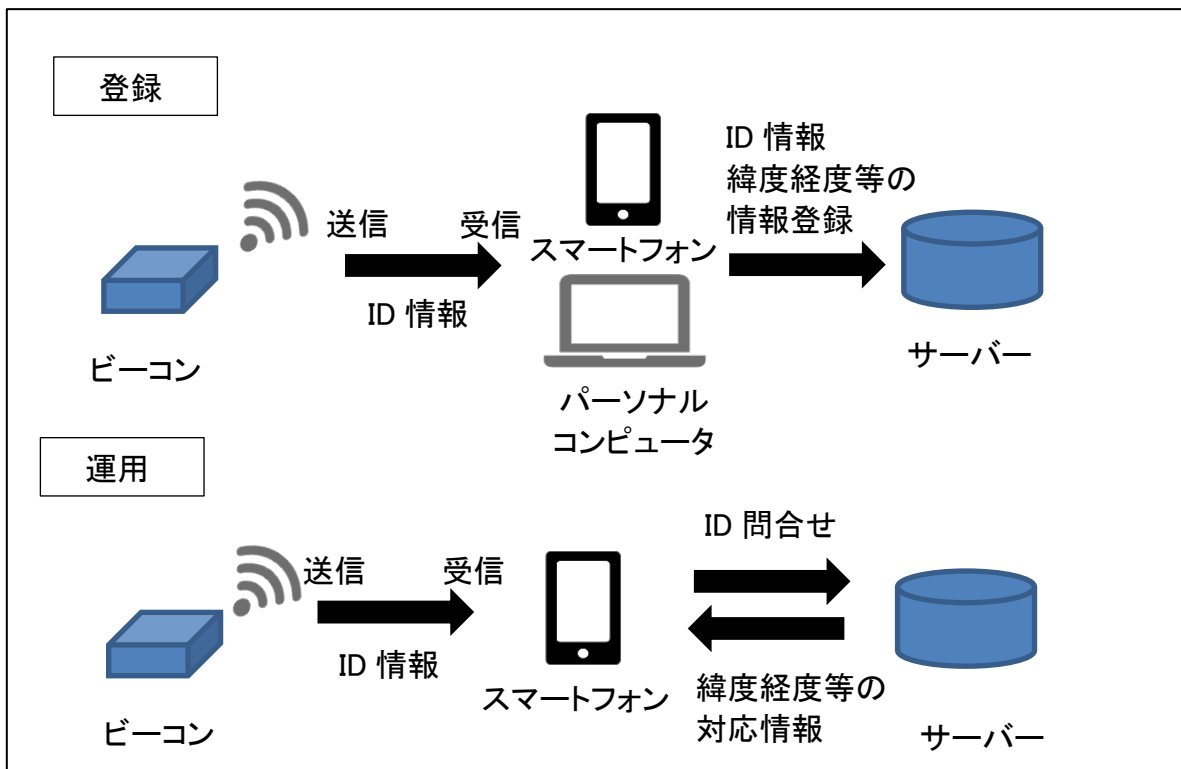 登録
ID 情報
緯度経度等の
情報登録
送信
受信
スマートフォン
ID 情報
ビーコン
サーバー
パーソナル
コンピュータ
運用
ID 問合せ
送信
受信
ID 情報
スマートフォン
緯度経度等の
対応情報
ビーコン
サーバー